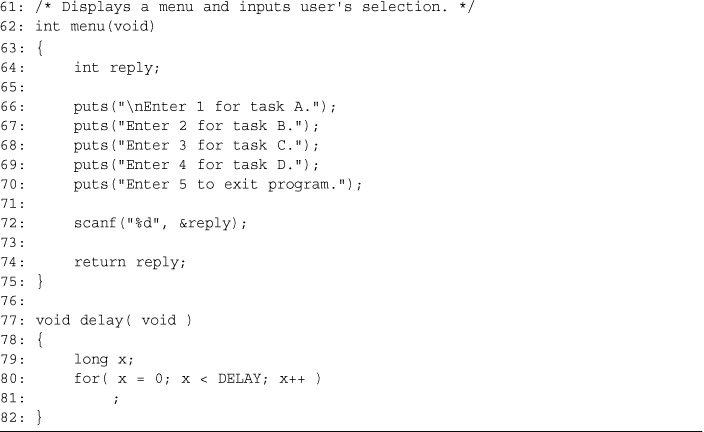 61: /* Displays a menu and inputs user's selection. */
62: int menu(void)
63: {
64:     int reply;
65:
66:     puts("\nEnter 1 for task A.");
67:     puts("Enter 2 for task B.");
68:     puts("Enter 3 for task C.");
69:     puts("Enter 4 for task D.");
70:     puts("Enter 5 to exit program.");
71:
72:     scanf("%d", &reply);
73:
74:     return reply;
75: }
76:
77: void delay( void )
78: {
79:     long x;
80:     for( x = 0; x < DELAY; x++ )
81:         ;
82: }